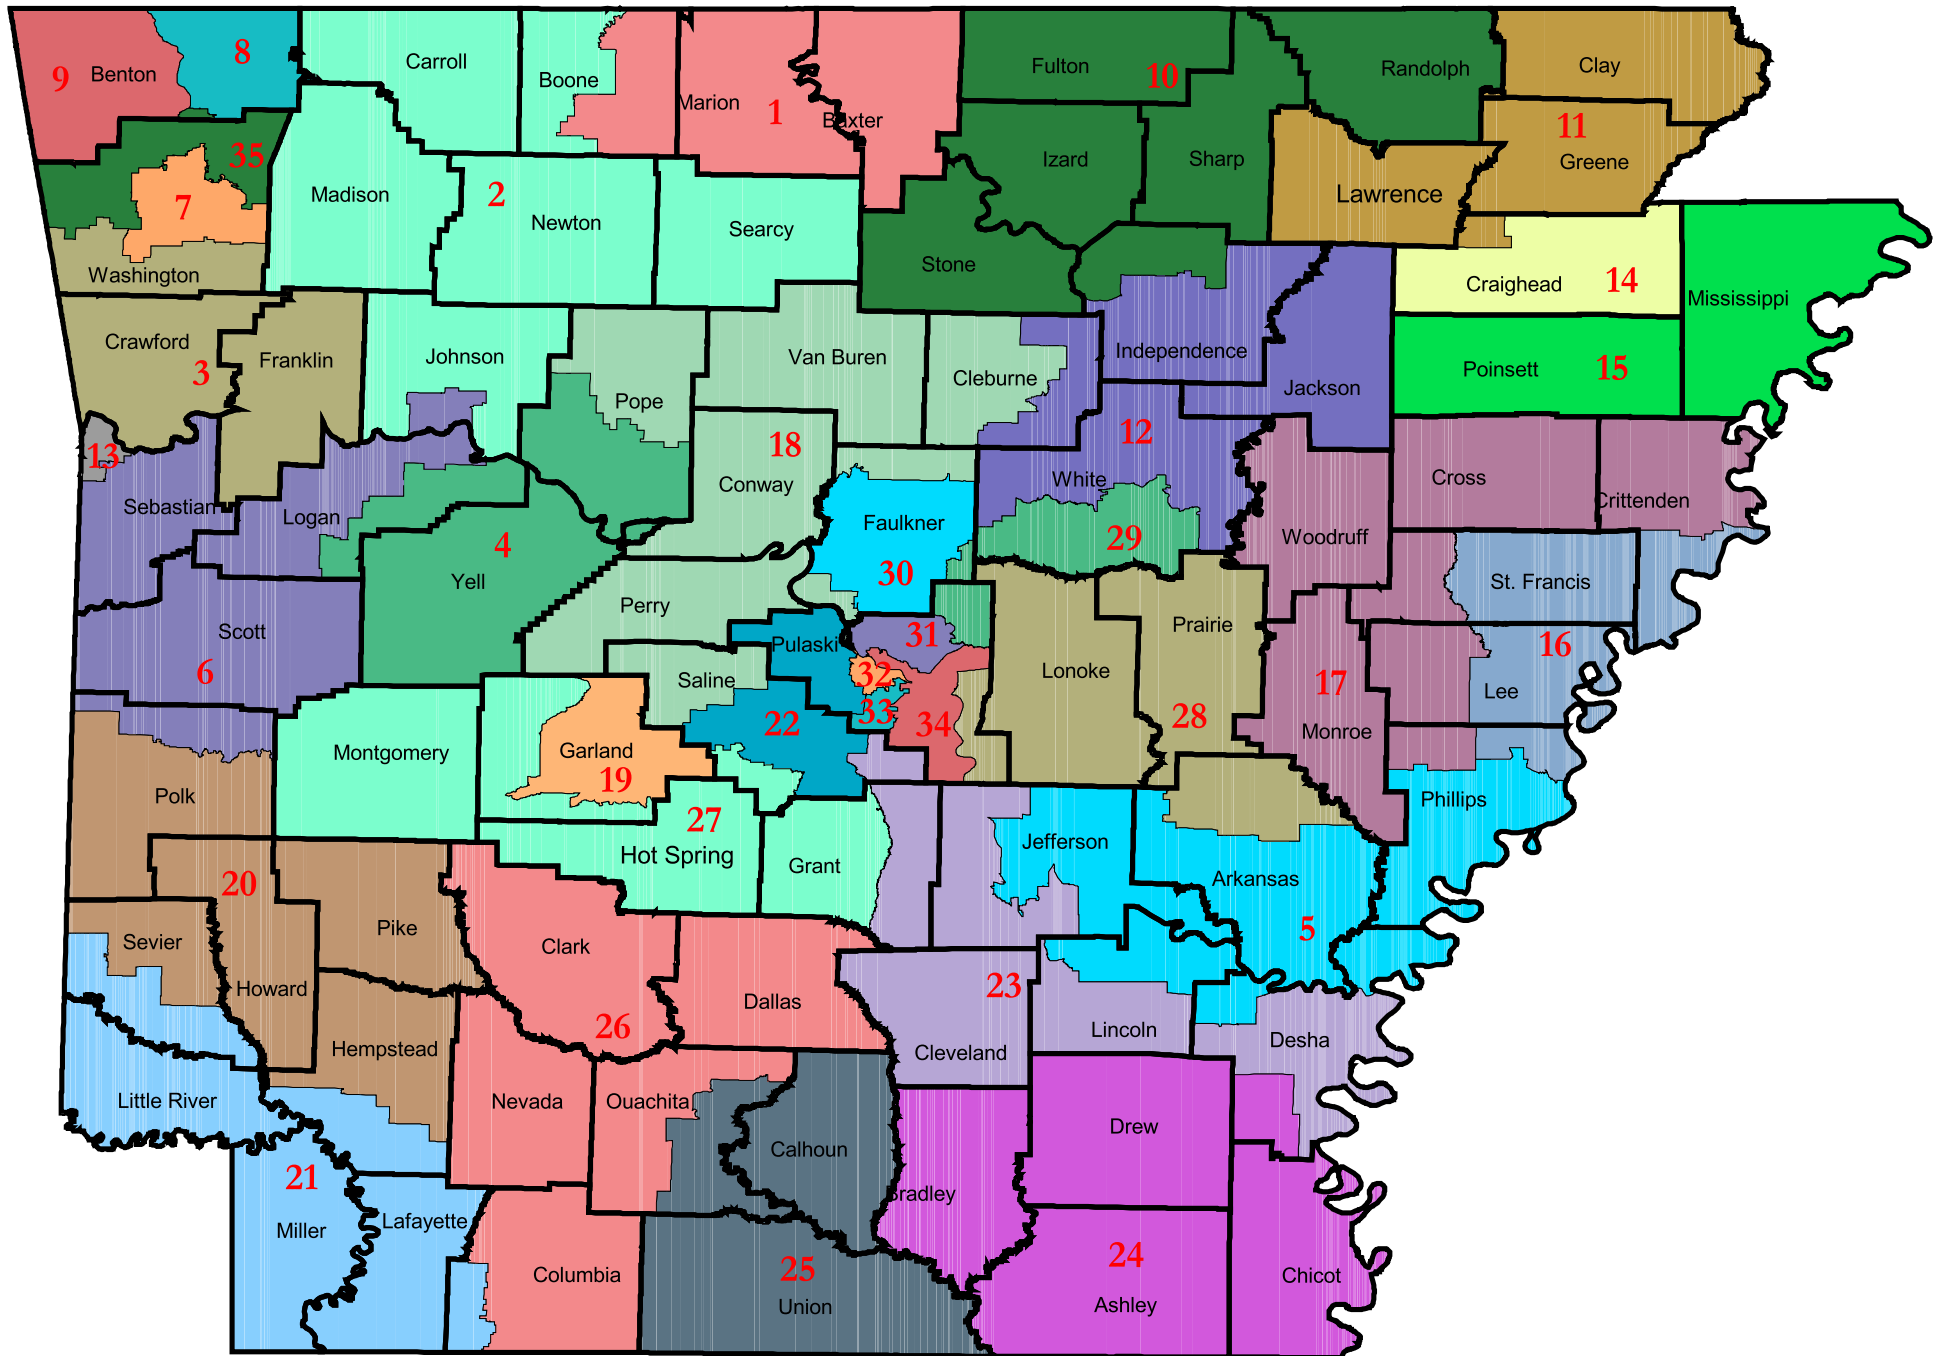 Carroll
8
Benton
9
Boone
Marion
1
Baxter
Fulton
10
Randolph
Clay
11
Greene
35
Izard
Sharp
Lawrence
Madison
2
Newton
Searcy
7
Stone
Washington
Craighead
14
Mississippi
Crawford
3
Franklin
Johnson
Pope
Van Buren
Cleburne
Independence
Jackson
Poinsett
15
13
18
Conway
12
White
Cross
Crittenden
Sebastian
Logan
4
Yell
Faulkner
30
29
Woodruff
St. Francis
Perry
Scott
6
Pulaski
31
Prairie
16
Lee
Saline
32
33
34
22
Lonoke
28
17
Monroe
Montgomery
Garland
19
Polk
27
Hot Spring
Grant
Jefferson
Phillips
Arkansas
5
20
Pike
Clark
Sevier
Howard
Dallas
23
26
Hempstead
Cleveland
Lincoln
Desha
Little River
Nevada
Ouachita
Calhoun
Drew
21
Miller
Lafayette
Bradley
Columbia
25
Union
24
Ashley
Chicot